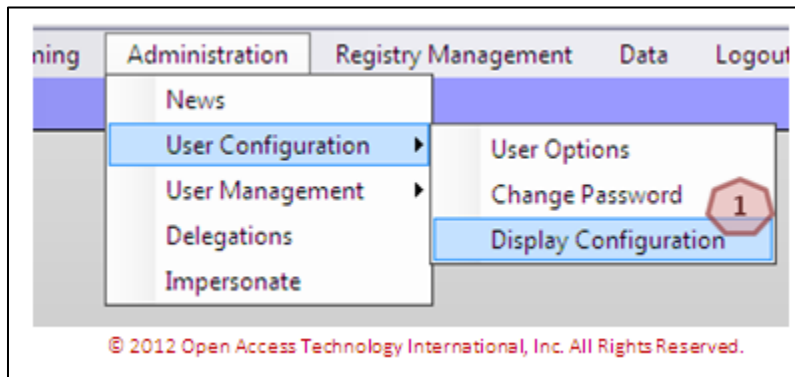 ning Administration Registry Management Data Logout
News
User Configuration User Options
User Management Change Password 1
Delegations Display Configuration
Impersonate
© 2012 Open Access Technology International, Inc. All Rights Reserved.